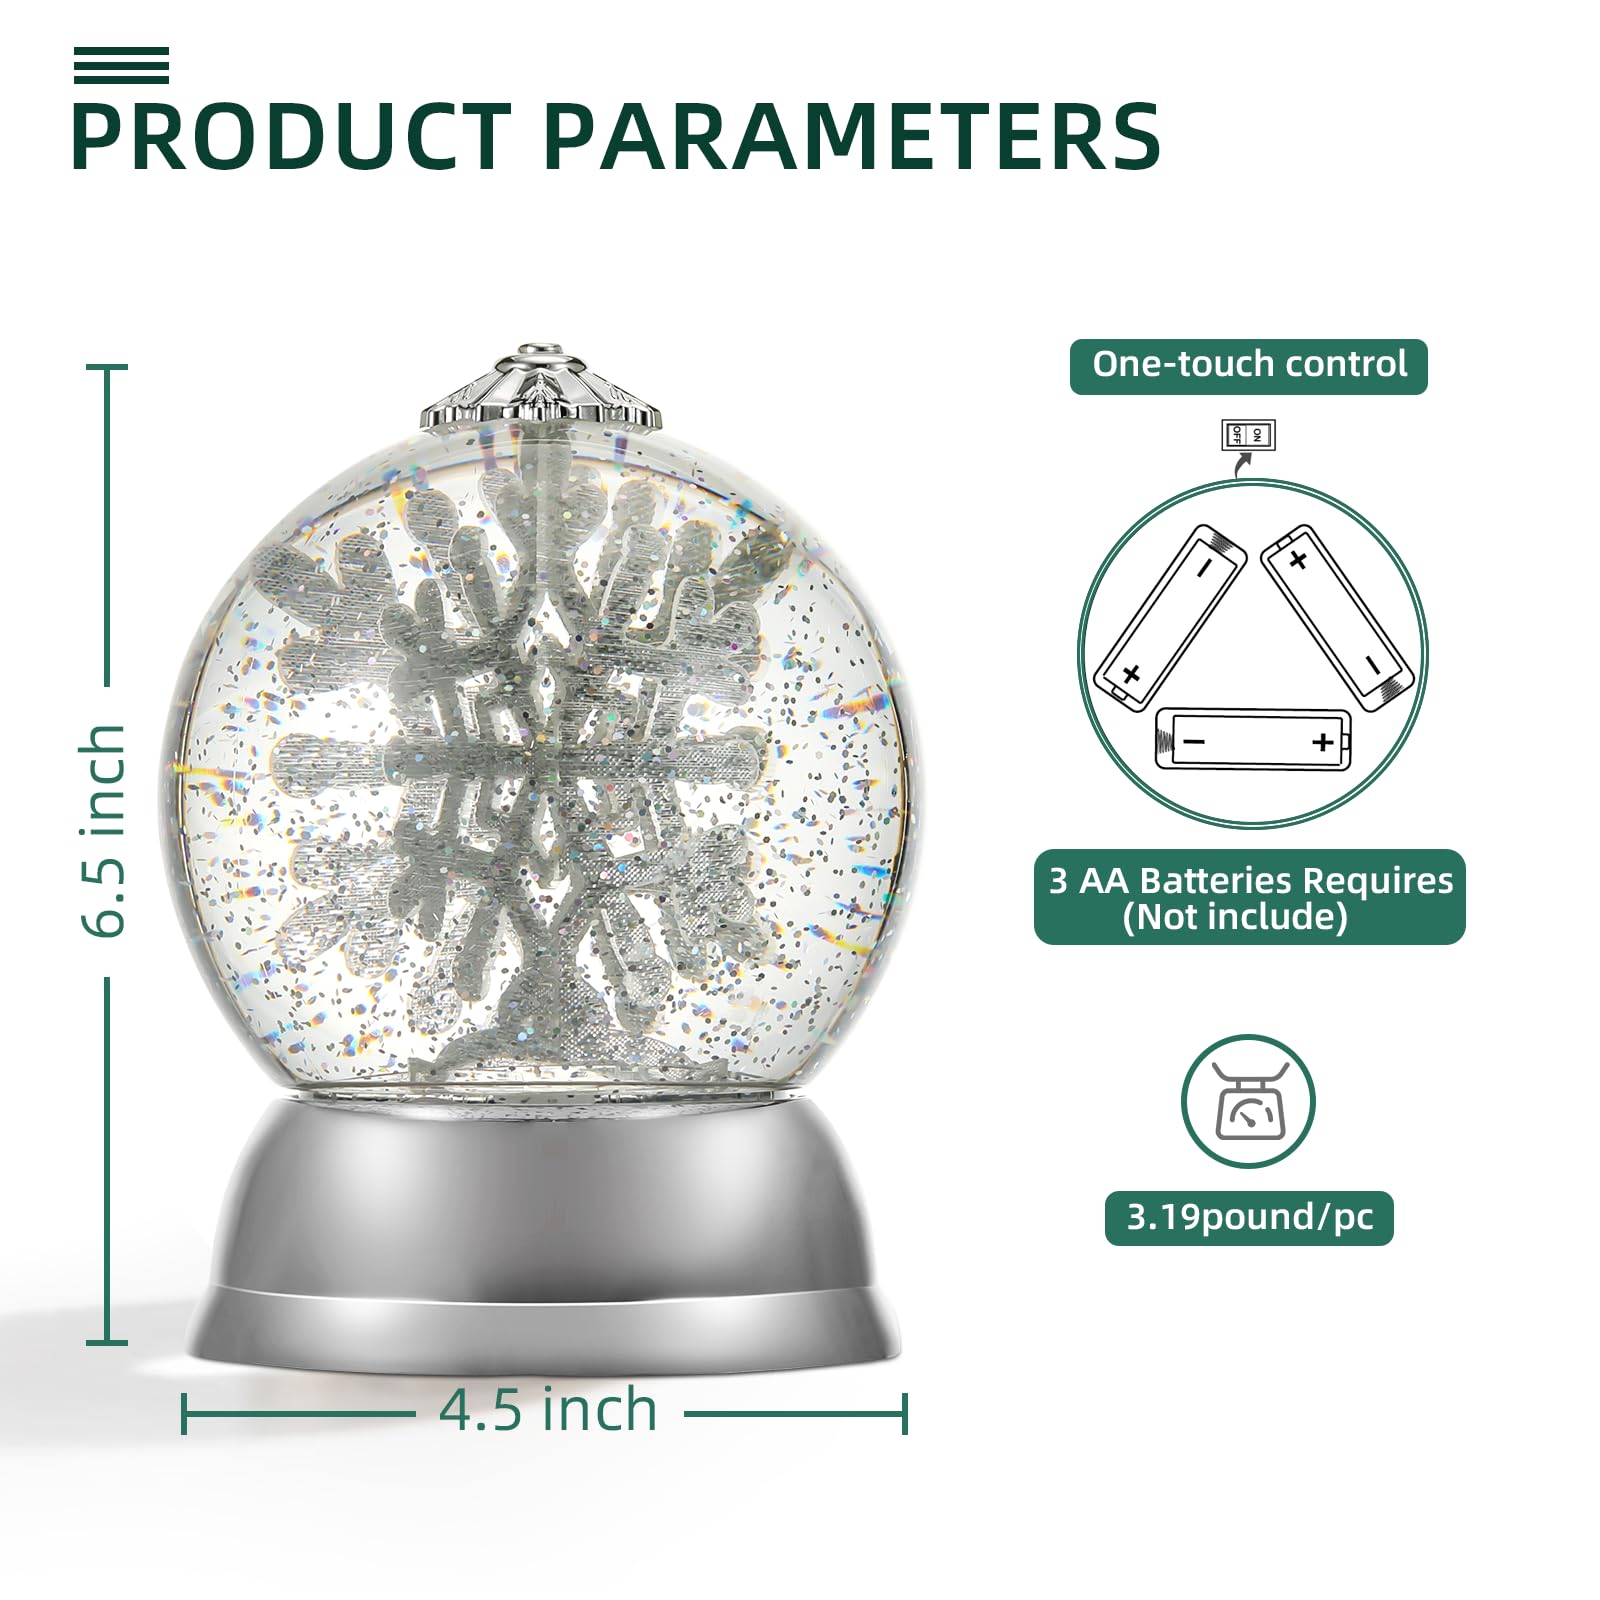 PRODUCT PARAMETERS
One-touch control
ON
OFF
6.5 inch
3 AA Batteries Requires
(Not include)
3.19pound/pc
4.5 inch